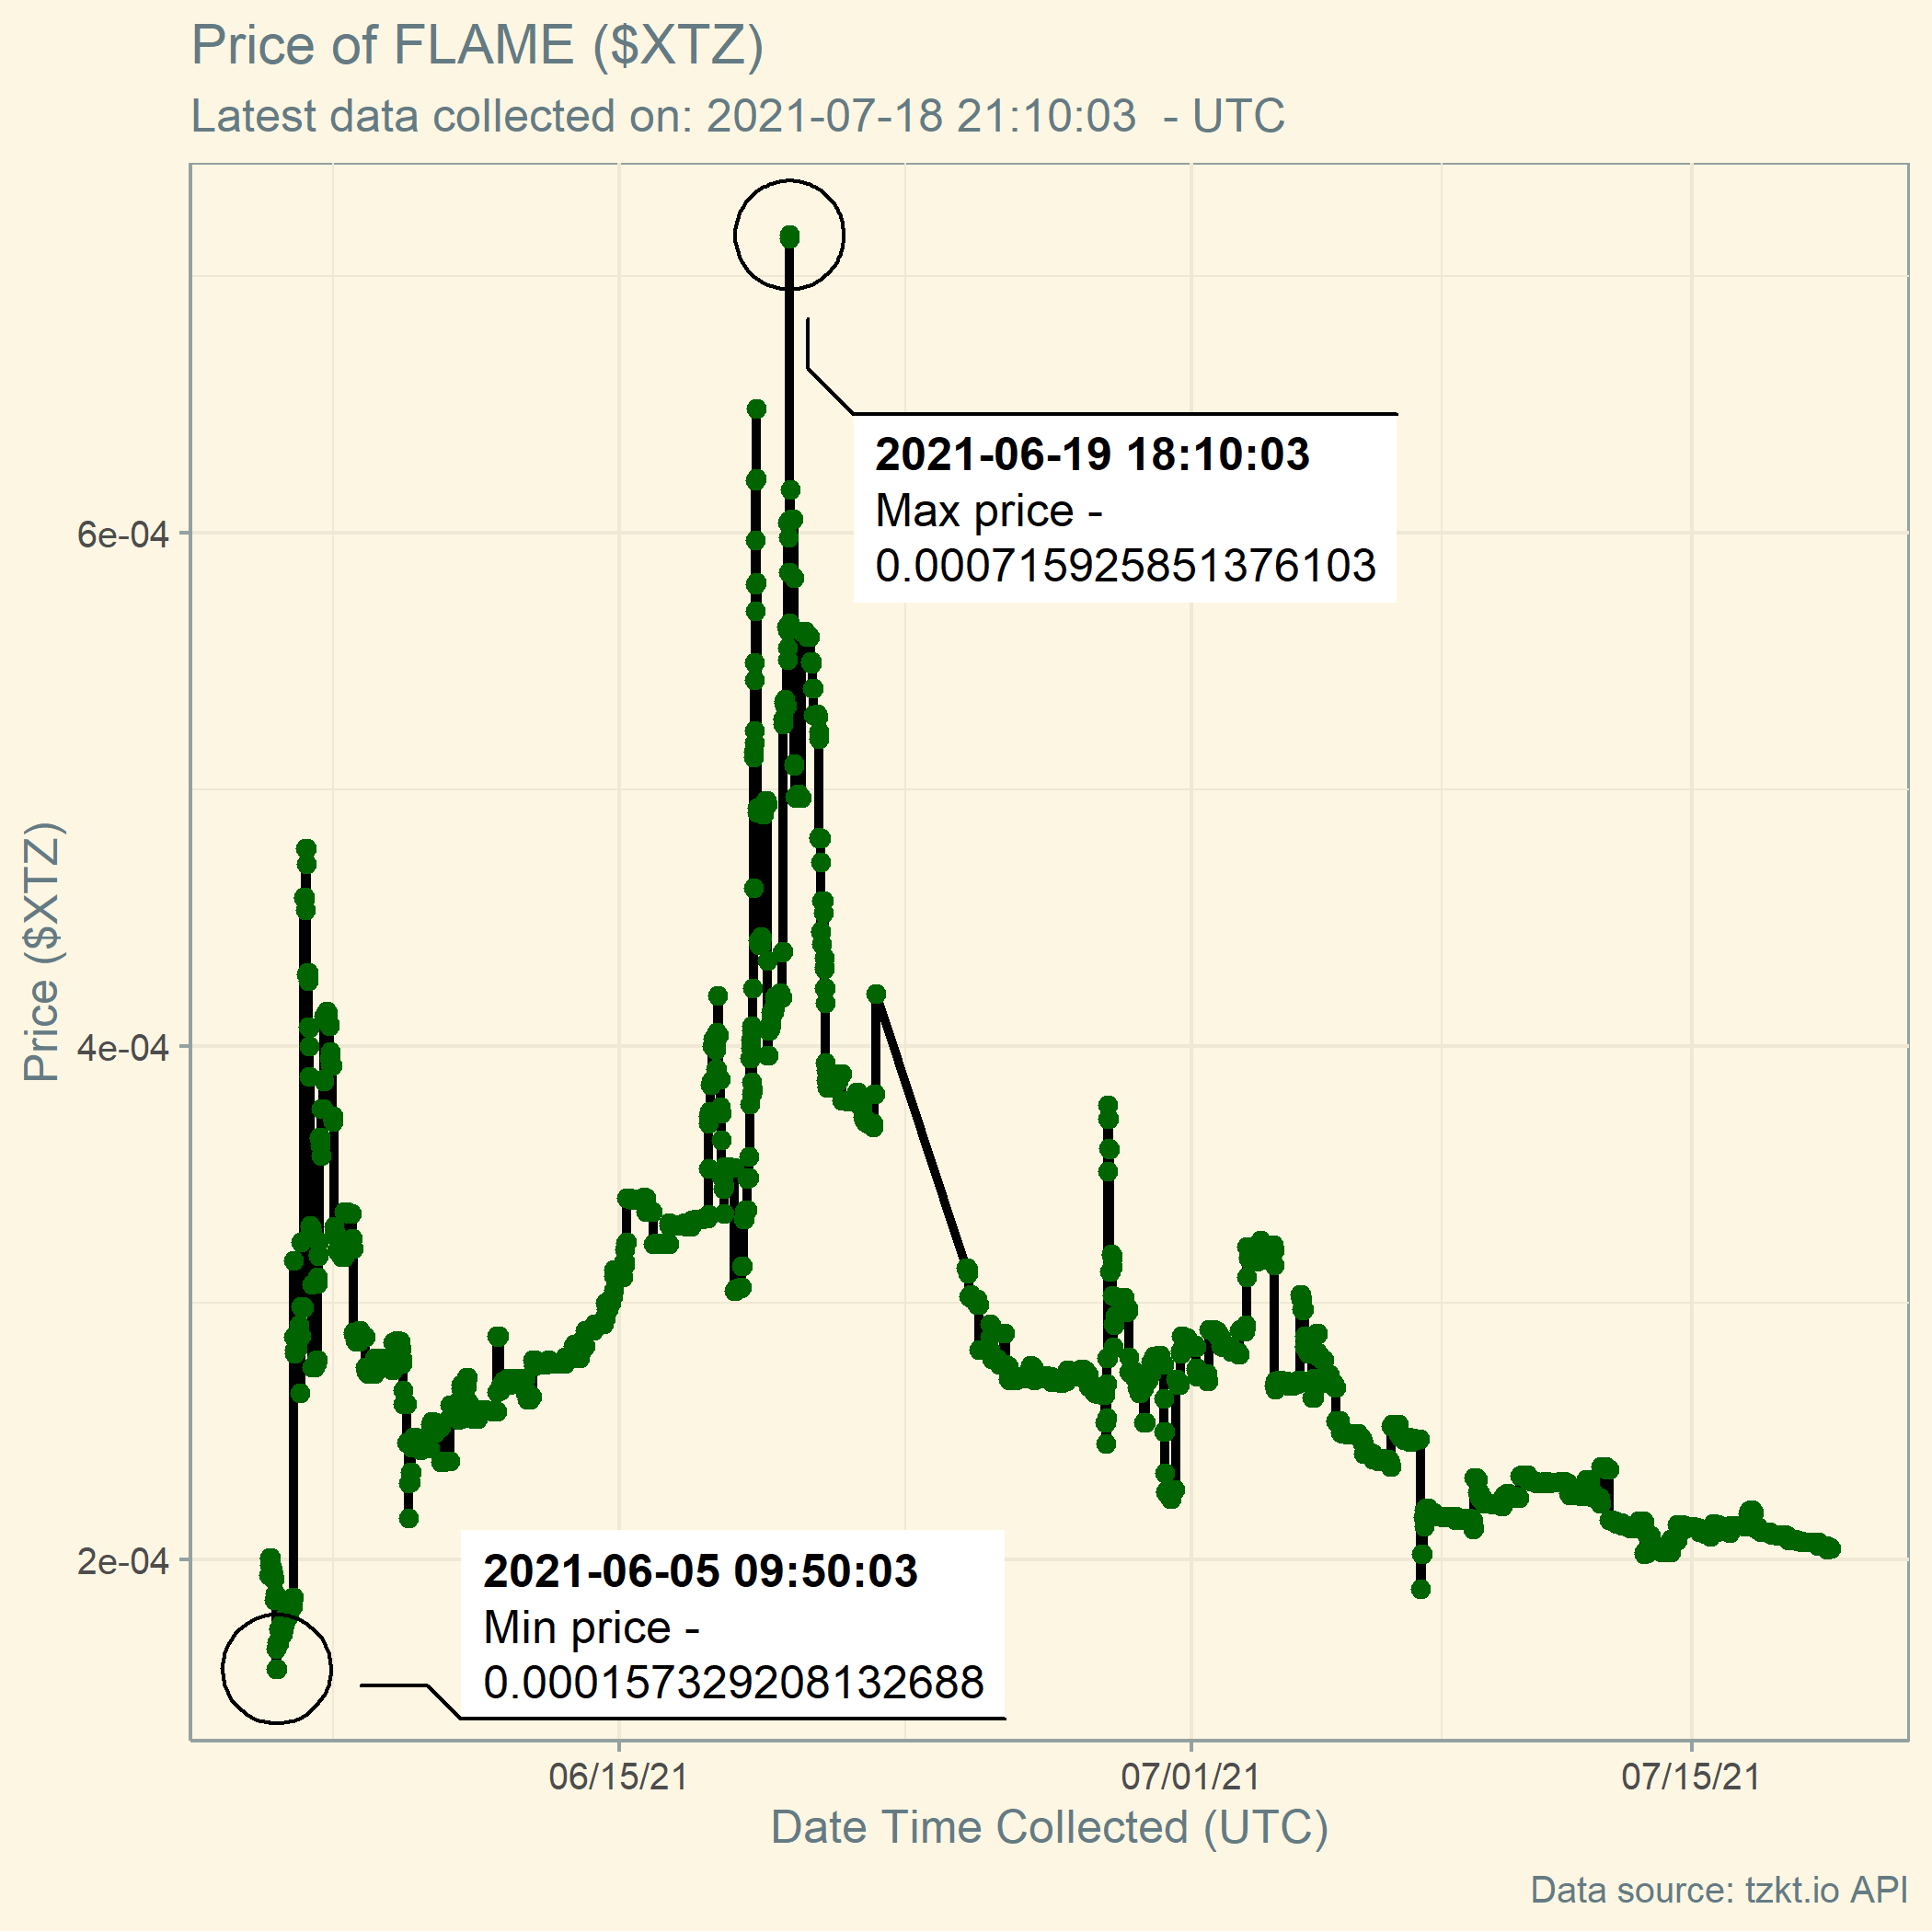 Price of FLAME ($XTZ)
Latest data collected on: 2021-07-18 21:10:03  - UTC
2021-06-19 18:10:03
Max price -
0.000715925851376103
6e-04
4e-04
2e-04
Price ($XTZ)
2021-06-05 09:50:03
Min price -
0.000157329208132688
06/15/21
07/01/21
07/15/21
Date Time Collected (UTC)
Data source: tzkt.io API